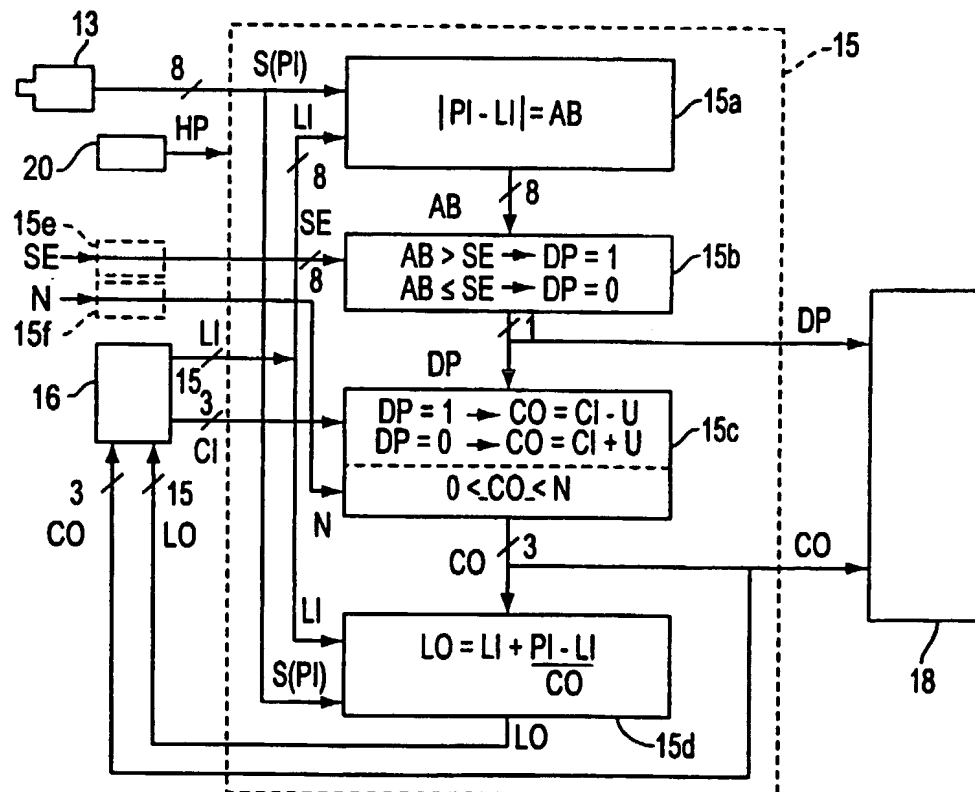 13
8
S(PI)
15
|PI - LI| = AB
15a
LI
8
HP
20
8
AB
15e
SE
SE
8
AB > SE → DP = 1
AB ≤ SE → DP = 0
15b
N
15f
1
DP
DP
LI
15
16
3
CI
DP = 1 → CO = CI - U
DP = 0 → CO = CI + U
15c
0 < CO < N
N
3
CO
15
LO
3
CO
CO
LI
LO = LI + PI - LI
CO
S(PI)
18
LO
15d